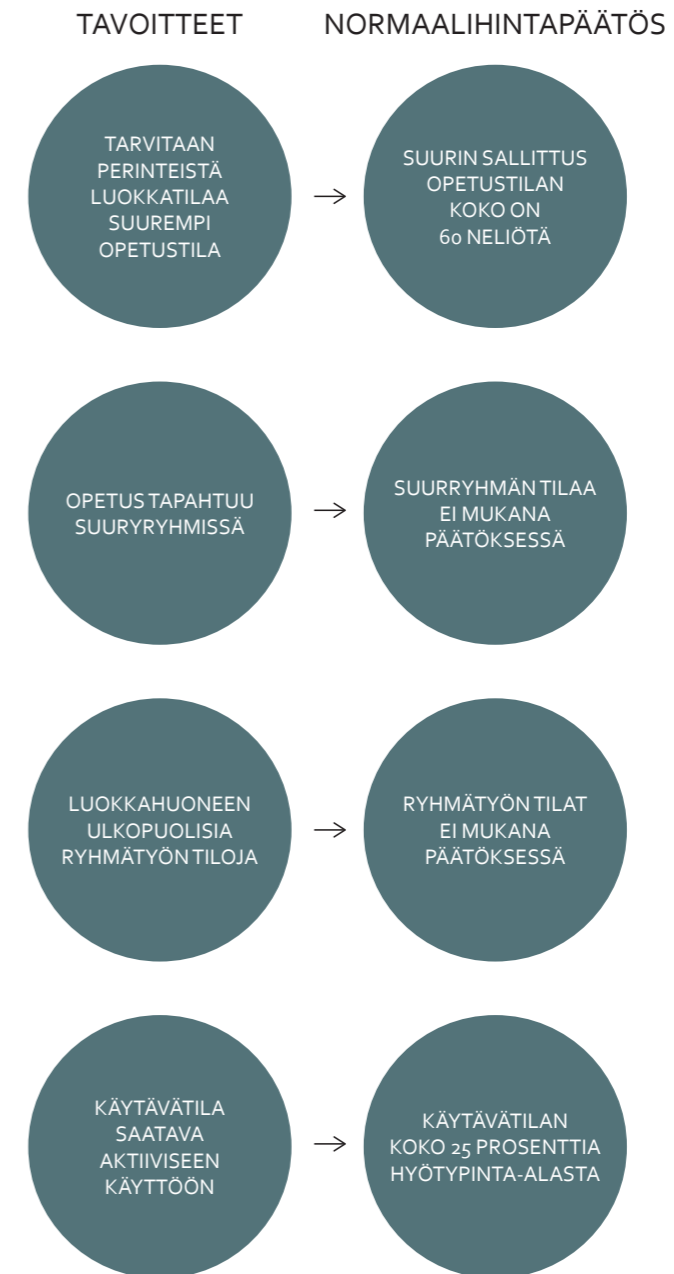 TAVOITTEET
NORMAALIHINTAPÄÄTÖS
TARVITAAN
PERINTEISTÄ
LUOKKATILAA
SUUREMPI
OPETUSTILA
SUURIN SALLITTUS
OPETUSTILAN
KOKO ON
60 NELIÖTÄ
OPETUS TAPAHTUU
SUURYRYHMISSÄ
SUURRYHMÄN TILAA
EI MUKANA
PÄÄTÖKSESSÄ
LUOKKAHUONEEN
ULKOPUOLISIA
RYHMÄTYÖN TILOJA
RYHMÄTYÖN TILAT
EI MUKANA
PÄÄTÖKSESSÄ
KÄYTÄVÄTILA
SAATAVA
AKTIIVISEEN
KÄYTTÖÖN
KÄYTÄVÄTILAN
KOKO 25 PROSENTTIA
HYÖTYPINTA-ALASTA